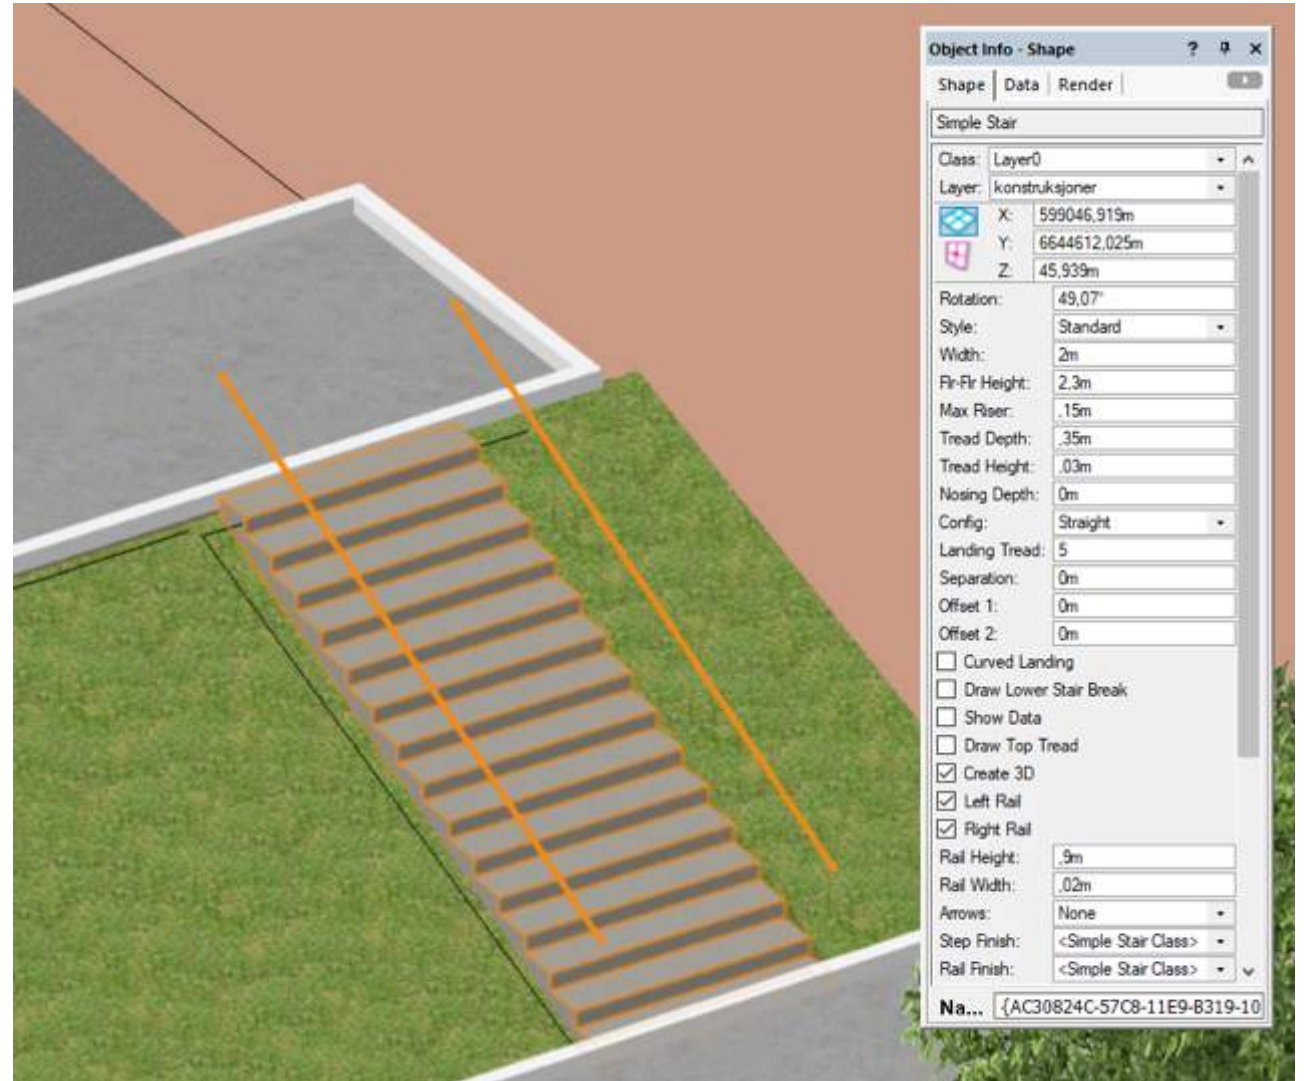 Object Info - Shape ? ×
Shape Data Render
Simple Stair
Class: Layer0
Layer: konstruksjoner
X: 599046,919m
Y: 6644612,025m
Z: 45,939m
Rotation: 49,07°
Style: Standard
Width: 2m
Flr-Flr Height: 2,3m
Max Riser: .15m
Tread Depth: .35m
Tread Height: .03m
Nosing Depth: 0m
Config: Straight
Landing Tread: 5
Separation: 0m
Offset 1: 0m
Offset 2: 0m
Curved Landing
Draw Lower Stair Break
Show Data
Draw Top Tread
Create 3D
Left Rail
Right Rail
Rail Height: ,9m
Rail Width: .02m
Arrows: None
Step Finish: <Simple Stair Class>
Rail Finish: <Simple Stair Class>
Na... {AC30824C-57C8-11E9-B319-10